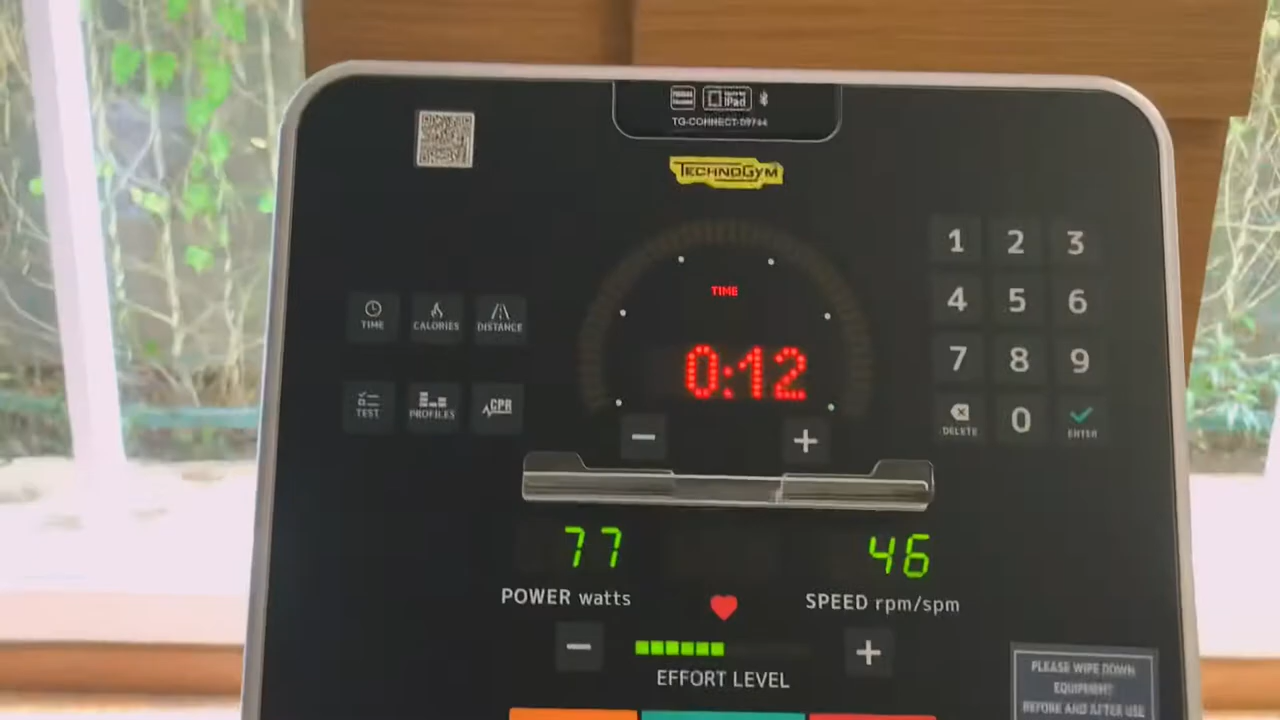 iPad
TG-CONNECT-
TECHNOGYM
TIME
0:12
TIME
CALORIES
DISTANCE
TEST
PROFILES
CPR
1 2 3
4 5 6
7 8 9
DELETE
0
ENTER
77
46
POWER watts
SPEED rpm/spm
EFFORT LEVEL
PLEASE WIPE DOWN
EQUIPMENT
BEFORE AND AFTER USE